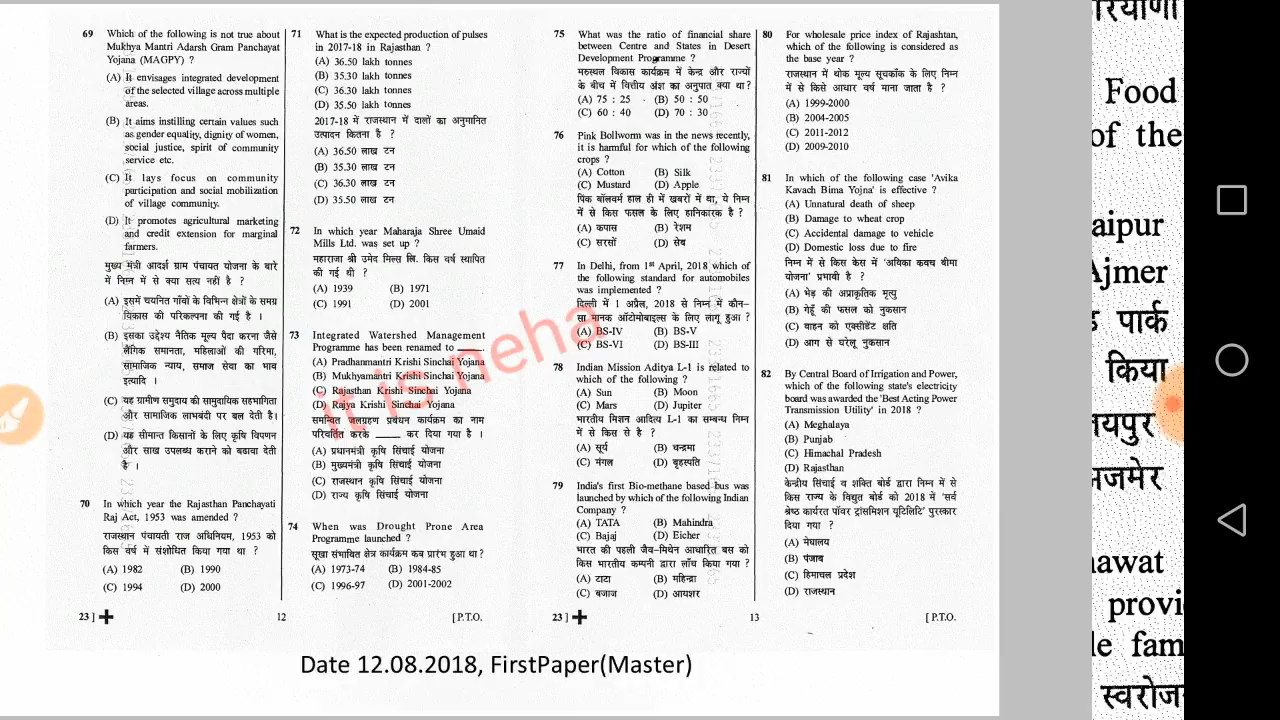 69 Which of the following is not true about
Mukhya Mantri Adarsh Gram Panchayat
Yojana (MAGPY) ?
(A) It envisages integrated development
of the selected village across multiple
areas.
(B) It aims instilling certain values such
as gender equality, dignity of women,
social justice, spirit of community
service etc.
(C) It lays focus on community
participation and social mobilization
of village community.
(D) It promotes agricultural marketing
and credit extension for marginal
farmers.
मुख्य मंत्री आदर्श ग्राम पंचायत योजना के बारे
में निम्न में से क्या सत्य नहीं है ?
(A) इसमें चयनित गाँवों के विभिन्न क्षेत्रों के समग्र
विकास की परिकल्पना की गई है ।
(B) इसका उद्देश्य नैतिक मूल्य पैदा करना जैसे
लैंगिक समानता, महिलाओं की गरिमा,
सामाजिक न्याय, समाज सेवा का भाव
इत्यादि ।
(C) यह ग्रामीण समुदाय की सामुदायिक सहभागिता
और सामाजिक लाभबंदी पर बल देती है।
(D) यह सीमान्त किसानों के लिए कृषि विपणन
और साख उपलब्ध कराने को बढावा देती
है ।
70 In which year the Rajasthan Panchayati
Raj Act, 1953 was amended ?
राजस्थान पंचायती राज अधिनियम, 1953 को
किस वर्ष में संशोधित किया गया था ?
(A) 1982 (B) 1990
(C) 1994 (D) 2000
71 What is the expected production of pulses
in 2017-18 in Rajasthan ?
(A) 36.50 lakh tonnes
(B) 35.30 lakh tonnes
(C) 36.30 lakh tonnes
(D) 35.50 lakh tonnes
2017-18 में राजस्थान में दालों का अनुमानित
उत्पादन कितना है ?
(A) 36.50 लाख टन
(B) 35.30 लाख टन
(C) 36.30 लाख टन
(D) 35.50 लाख टन
72 In which year Maharaja Shree Umaid
Mills Ltd. was set up ?
महाराजा श्री उमेद मिल्स लि. किस वर्ष स्थापित
की गई थी ?
(A) 1939 (B) 1971
(C) 1991 (D) 2001
73 Integrated Watershed Management
Programme has been renamed to ____.
(A) Pradhanmantri Krishi Sinchai Yojana
(B) Mukhyamantri Krishi Sinchai Yojana
(C) Rajasthan Krishi Sinchai Yojana
(D) Rajya Krishi Sinchai Yojana
समन्वित जलग्रहण प्रबंधन कार्यक्रम का नाम
परिवर्तित करके ____ कर दिया गया है ।
(A) प्रधानमंत्री कृषि सिंचाई योजना
(B) मुख्यमंत्री कृषि सिंचाई योजना
(C) राजस्थान कृषि सिंचाई योजना
(D) राज्य कृषि सिंचाई योजना
74 When was Drought Prone Area
Programme launched ?
सूखा संभावित क्षेत्र कार्यक्रम कब प्रारंभ हुआ था?
(A) 1973-74 (B) 1984-85
(C) 1996-97 (D) 2001-2002
23 ] 12 [ P.T.O.
75 What was the ratio of financial share
between Centre and States in Desert
Development Programme ?
मरुस्थल विकास कार्यक्रम में केन्द्र और राज्यों
के बीच में वित्तीय अंश का अनुपात क्या था?
(A) 75 : 25 (B) 50 : 50
(C) 60 : 40 (D) 70 : 30
76 Pink Bollworm was in the news recently,
it is harmful for which of the following
crops ?
(A) Cotton (B) Silk
(C) Mustard (D) Apple
पिंक बॉलवर्म हाल ही में खबरों में था, ये निम्न
में से किस फसल के लिए हानिकारक है ?
(A) कपास (B) रेशम
(C) सरसों (D) सेब
77 In Delhi, from 1st April, 2018 which of
the following standard for automobiles
was implemented ?
दिल्ली में 1 अप्रैल, 2018 से निम्न में कौन-
सा मानक ऑटोमोबाइल्स के लिए लागू हुआ ?
(A) BS-IV (B) BS-V
(C) BS-VI (D) BS-III
78 Indian Mission Aditya L-1 is related to
which of the following ?
(A) Sun (B) Moon
(C) Mars (D) Jupiter
भारतीय मिशन आदित्य L-1 का सम्बन्ध निम्न
में से किस से है ?
(A) सूर्य (B) चन्द्रमा
(C) मंगल (D) बृहस्पति
79 India's first Bio-methane based bus was
launched by which of the following Indian
Company ?
(A) TATA (B) Mahindra
(C) Bajaj (D) Eicher
भारत की पहली जैव-मिथेन आधारित बस को
किस भारतीय कम्पनी द्वारा लाँच किया गया ?
(A) टाटा (B) महिन्द्रा
(C) बजाज (D) आयशर
80 For wholesale price index of Rajashtan,
which of the following is considered as
the base year ?
राजस्थान में थोक मूल्य सूचकाँक के लिए निम्न
में से किसे आधार वर्ष माना जाता है ?
(A) 1999-2000
(B) 2004-2005
(C) 2011-2012
(D) 2009-2010
81 In which of the following case 'Avika
Kavach Bima Yojna' is effective ?
(A) Unnatural death of sheep
(B) Damage to wheat crop
(C) Accidental damage to vehicle
(D) Domestic loss due to fire
निम्न में से किस केस में 'अविका कवच बीमा
योजना' प्रभावी है ?
(A) भेड़ की अप्राकृतिक मृत्यु
(B) गेहूँ की फसल को नुकसान
(C) वाहन को एक्सीडेंट क्षति
(D) आग से घरेलू नुकसान
82 By Central Board of Irrigation and Power,
which of the following state's electricity
board was awarded the 'Best Acting Power
Transmission Utility' in 2018 ?
(A) Meghalaya
(B) Punjab
(C) Himachal Pradesh
(D) Rajasthan
केन्द्रीय सिंचाई व शक्ति बोर्ड द्वारा निम्न में से
किस राज्य के विद्युत बोर्ड को 2018 में 'सर्व
श्रेष्ठ कार्यरत पॉवर ट्रांसमिशन यूटिलिटि' पुरस्कार
दिया गया ?
(A) मेघालय
(B) पंजाब
(C) हिमाचल प्रदेश
(D) राजस्थान
23 ] 13 [ P.T.O.
it is neha
Date 12.08.2018, FirstPaper(Master)
Food
of the
aipur
Ajmer
पार्क
किया
यपुर
जमेर
awat
provi
le fam
स्वरोज